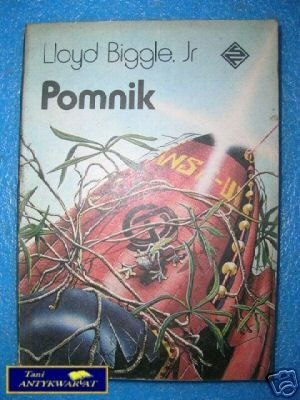 Lloyd Biggle. Jr
Pomnik
Tani
ANTYKWARIAT